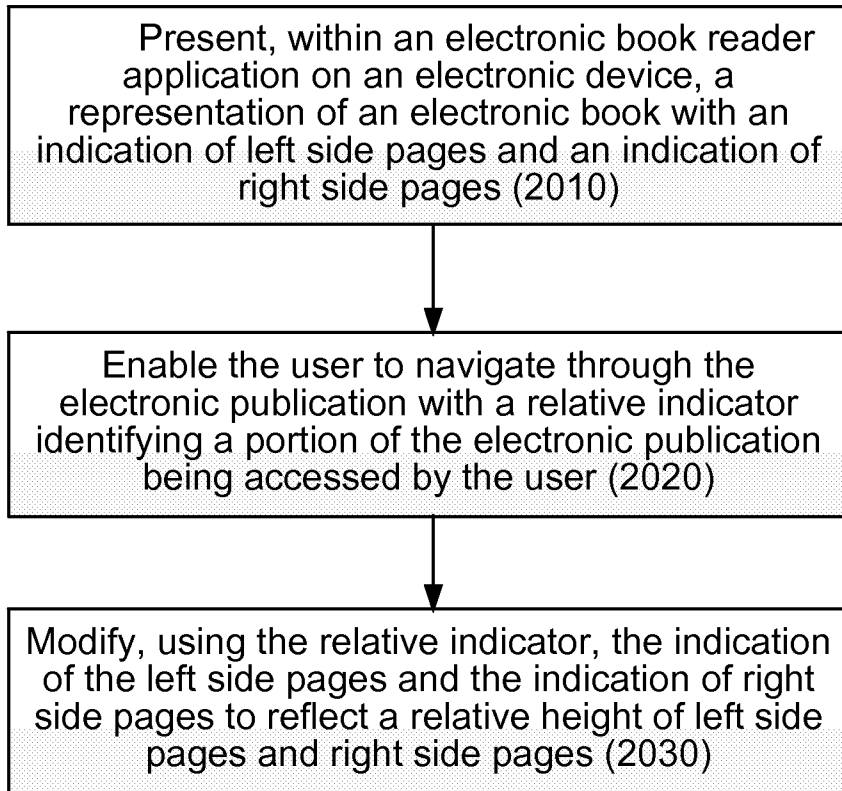 Present, within an electronic book reader
application on an electronic device, a
representation of an electronic book with an
indication of left side pages and an indication of
right side pages (2010)
Enable the user to navigate through the
electronic publication with a relative indicator
identifying a portion of the electronic publication
being accessed by the user (2020)
Modify, using the relative indicator, the indication
of the left side pages and the indication of right
side pages to reflect a relative height of left side
pages and right side pages (2030)